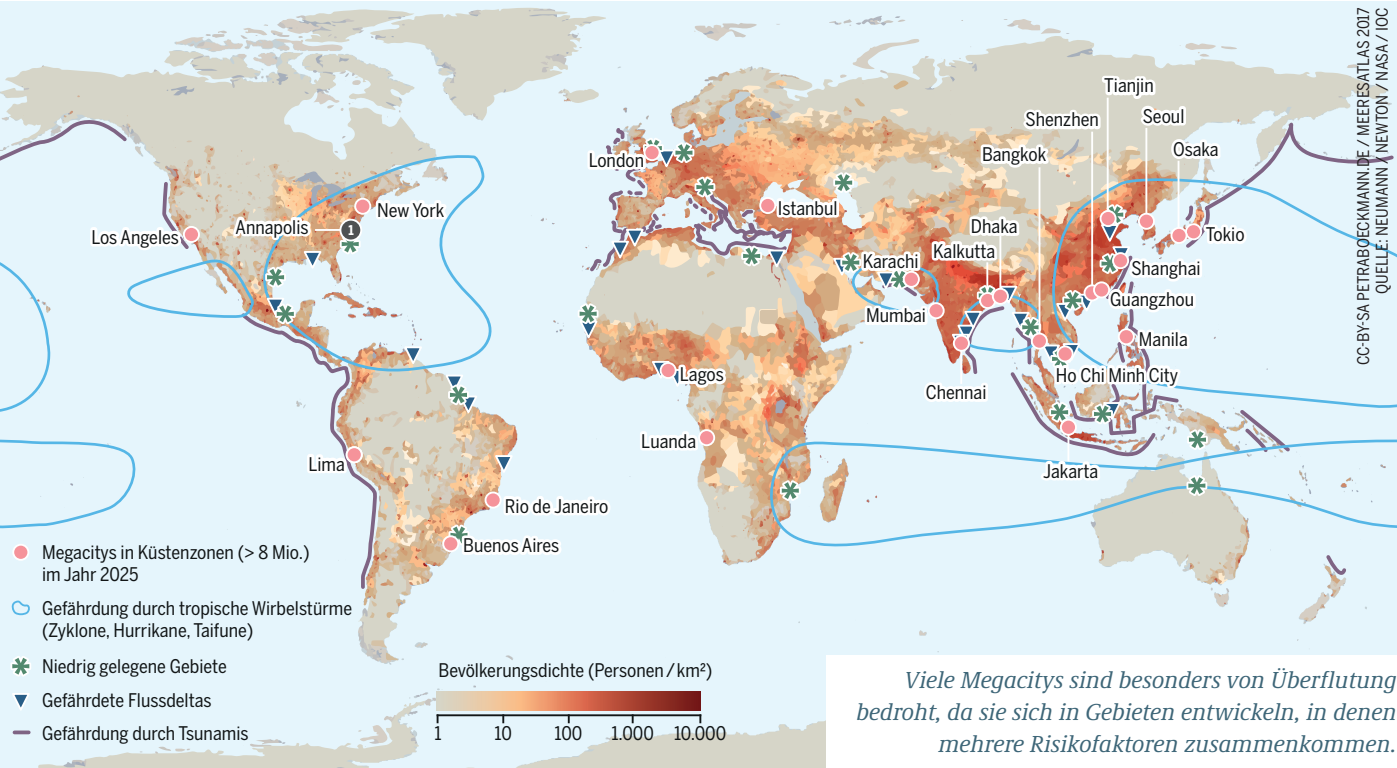 CC-BY-SA PETRABOECKMANN.DE / MEERESATLAS 2017
QUELLE: NEUMANN / NEWTON / NASA / IOC
Tianjin
Shenzhen
Seoul
Bangkok
Osaka
London
New York
Istanbul
Annapolis
1
Los Angeles
Dhaka
Kalkutta
Tokio
Karachi
Shanghai
Guangzhou
Mumbai
Manila
Lagos
Ho Chi Minh City
Chennai
Luanda
Lima
Jakarta
Rio de Janeiro
Buenos Aires
Megacitys in Küstenzonen (> 8 Mio.)
im Jahr 2025
Gefährdung durch tropische Wirbelstürme
(Zyklone, Hurrikane, Taifune)
Niedrig gelegene Gebiete
Gefährdete Flussdeltas
Gefährdung durch Tsunamis
Bevölkerungsdichte (Personen / km²)
1 10 100 1.000 10.000
Viele Megacitys sind besonders von Überflutung
bedroht, da sie sich in Gebieten entwickeln, in denen
mehrere Risikofaktoren zusammenkommen.